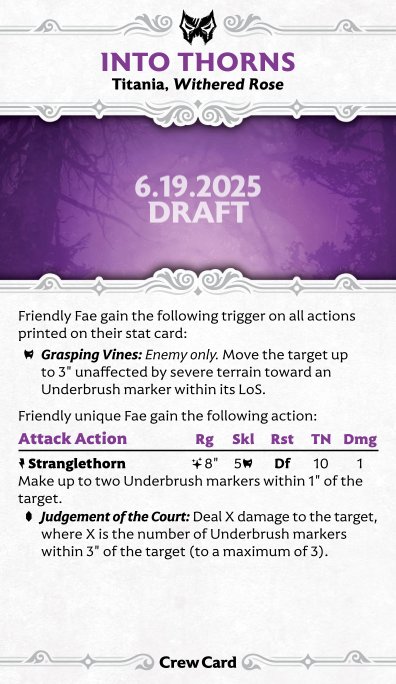 INTO THORNS
Titania, Withered Rose
6.19.2025
DRAFT
Friendly Fae gain the following trigger on all actions
printed on their stat card:
Grasping Vines: Enemy only. Move the target up
to 3" unaffected by severe terrain toward an
Underbrush marker within its LoS.
Friendly unique Fae gain the following action:
Attack Action Rg Skl Rst TN Dmg
Stranglethorn 8" 5 Df 10 1
Make up to two Underbrush markers within 1" of the
target.
Judgement of the Court: Deal X damage to the target,
where X is the number of Underbrush markers
within 3" of the target (to a maximum of 3).
Crew Card